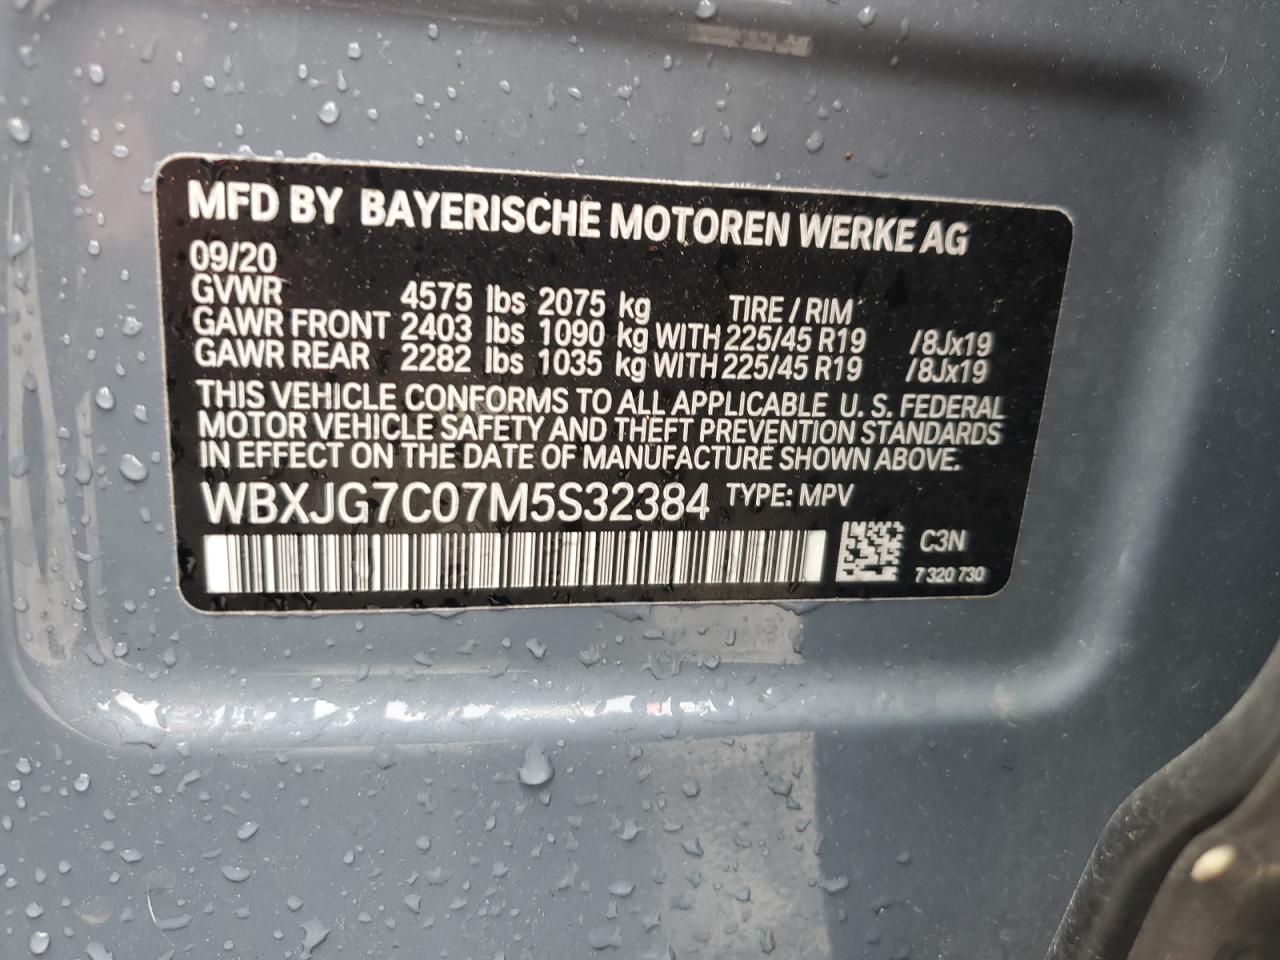 MFD BY BAYERISCHE MOTOREN WERKE AG
09/20
GVWR 4575 lbs 2075 kg TIRE / RIM
GAWR FRONT 2403 lbs 1090 kg WITH 225/45 R19 /8Jx19
GAWR REAR 2282 lbs 1035 kg WITH 225/45 R19 /8Jx19
THIS VEHICLE CONFORMS TO ALL APPLICABLE U. S. FEDERAL
MOTOR VEHICLE SAFETY AND THEFT PREVENTION STANDARDS
IN EFFECT ON THE DATE OF MANUFACTURE SHOWN ABOVE.
WBXJG7C07M5S32384 TYPE: MPV
C3N
7 320 730